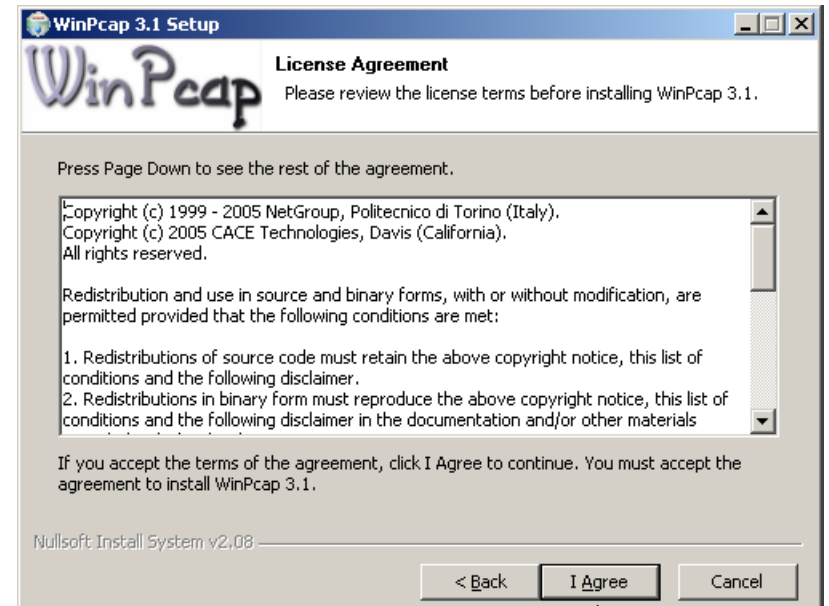 WinPcap 3.1 Setup
WinPcap
License Agreement
Please review the license terms before installing WinPcap 3.1.
Press Page Down to see the rest of the agreement.
Copyright (c) 1999 - 2005 NetGroup, Politecnico di Torino (Italy).
Copyright (c) 2005 CACE Technologies, Davis (California).
All rights reserved.
Redistribution and use in source and binary forms, with or without modification, are
permitted provided that the following conditions are met:
1. Redistributions of source code must retain the above copyright notice, this list of
conditions and the following disclaimer.
2. Redistributions in binary form must reproduce the above copyright notice, this list of
conditions and the following disclaimer in the documentation and/or other materials
If you accept the terms of the agreement, click I Agree to continue. You must accept the
agreement to install WinPcap 3.1.
Nullsoft Install System v2.08
< Back
I Agree
Cancel